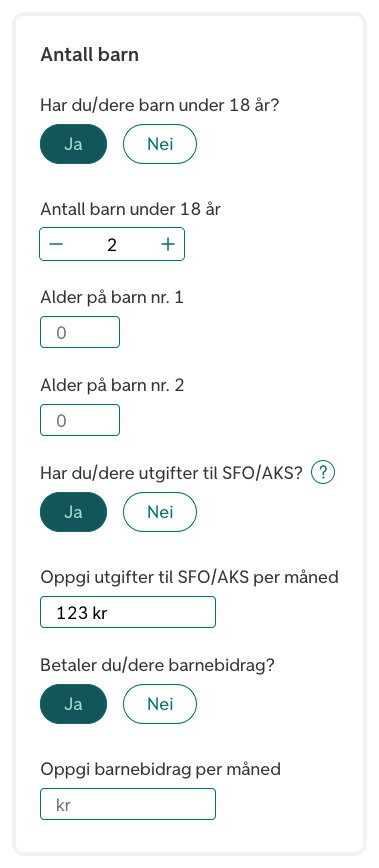 Antall barn
Har du/dere barn under 18 år?
Ja Nei
Antall barn under 18 år
− 2 +
Alder på barn nr. 1
0
Alder på barn nr. 2
0
Har du/dere utgifter til SFO/AKS? ?
Ja Nei
Oppgi utgifter til SFO/AKS per måned
123 kr
Betaler du/dere barnebidrag?
Ja Nei
Oppgi barnebidrag per måned
kr